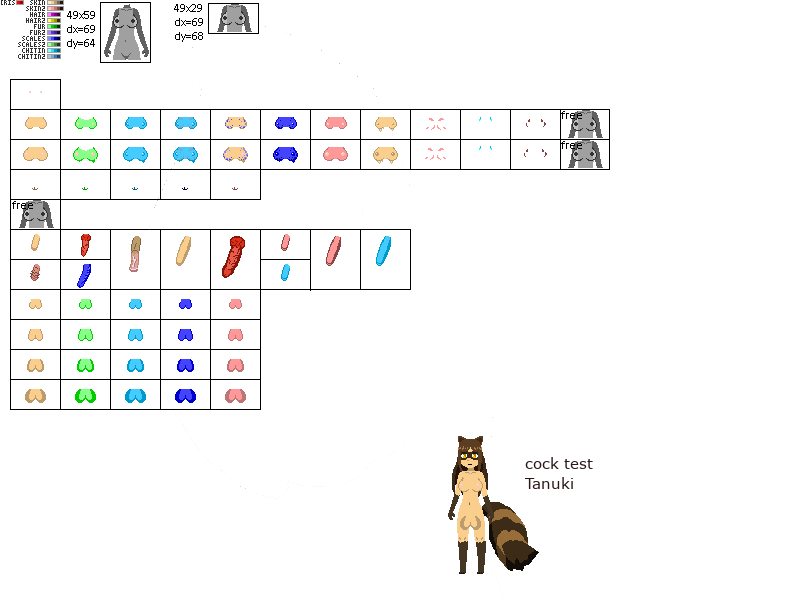 IRIS
SKIN
SKIN2
HAIR
HAIR2
FUR
FUR2
SCALES
SCALES2
CHITIN
CHITIN2
49x59
dx=69
dy=64
49x29
dx=69
dy=68
free
free
free
cock test
Tanuki